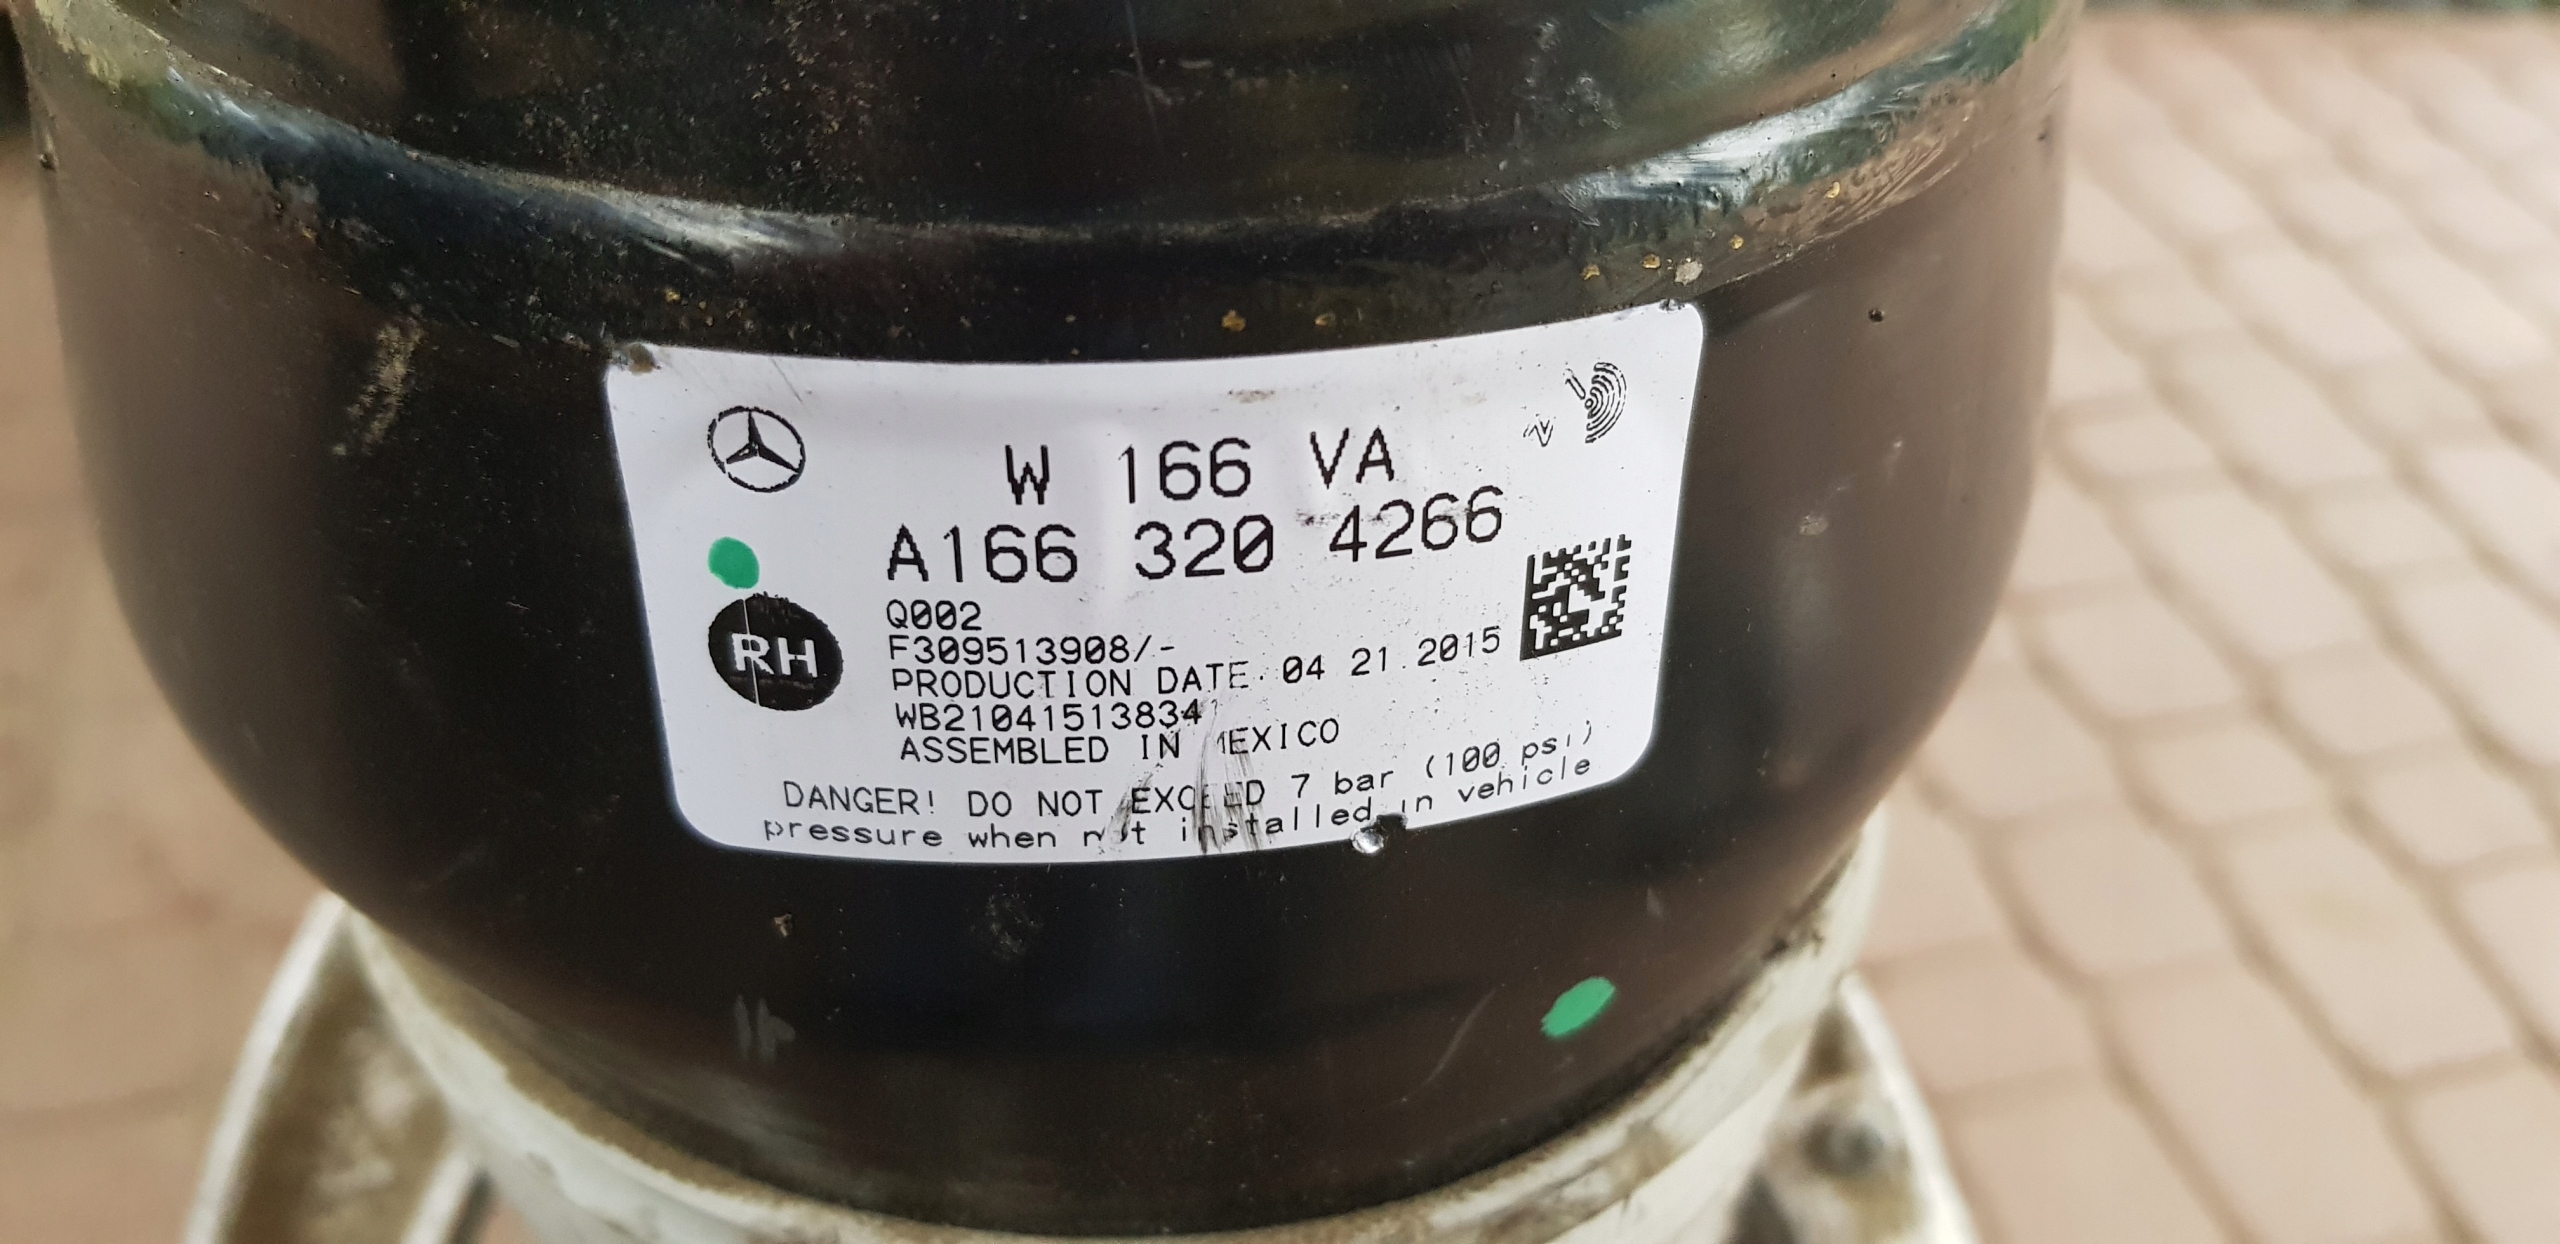 W 166 VA
A166 320 4266
Q002
F309513908/-
RH
PRODUCTION DATE 04 21 2015
WB21041513834
ASSEMBLED IN MEXICO
DANGER! DO NOT EXCEED 7 bar (100 psi)
pressure when not installed in vehicle